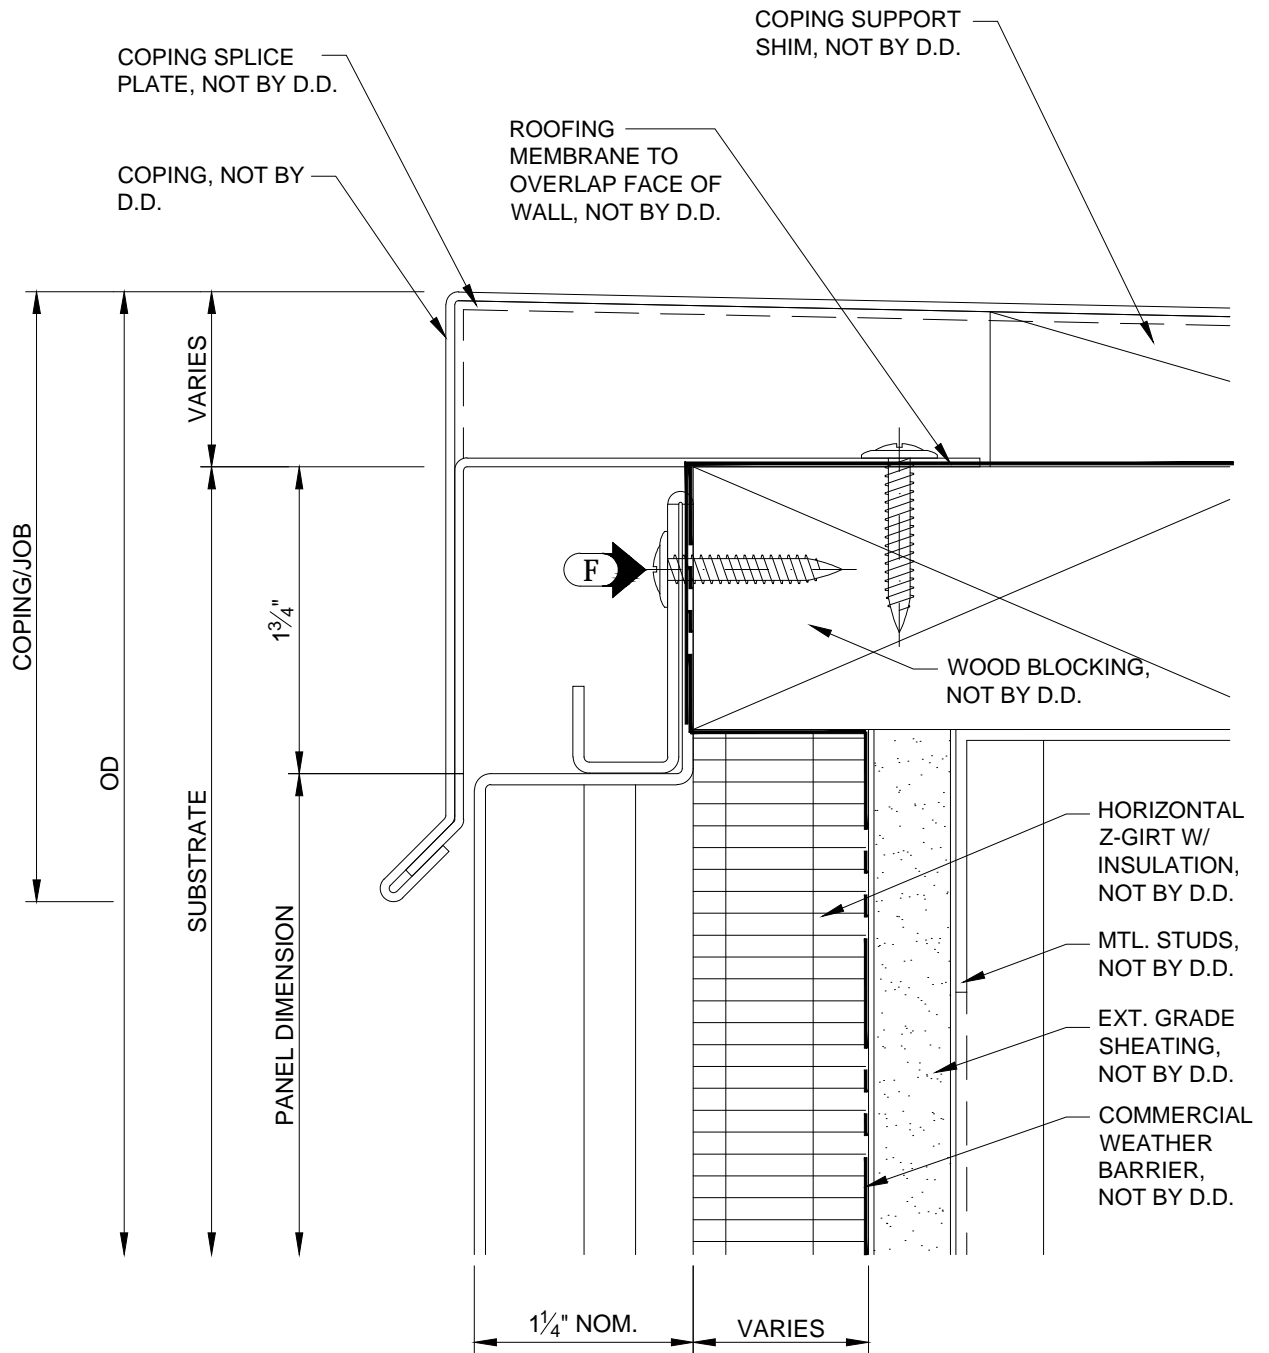 COPING SUPPORT
SHIM, NOT BY D.D.
COPING SPLICE
PLATE, NOT BY D.D.
ROOFING
MEMBRANE TO
OVERLAP FACE OF
WALL, NOT BY D.D.
COPING, NOT BY
D.D.
VARIES
COPING/JOB
1¾"
F
WOOD BLOCKING,
NOT BY D.D.
OD
SUBSTRATE
PANEL DIMENSION
HORIZONTAL
Z-GIRT W/
INSULATION,
NOT BY D.D.
MTL. STUDS,
NOT BY D.D.
EXT. GRADE
SHEATING,
NOT BY D.D.
COMMERCIAL
WEATHER
BARRIER,
NOT BY D.D.
1¼" NOM.
VARIES